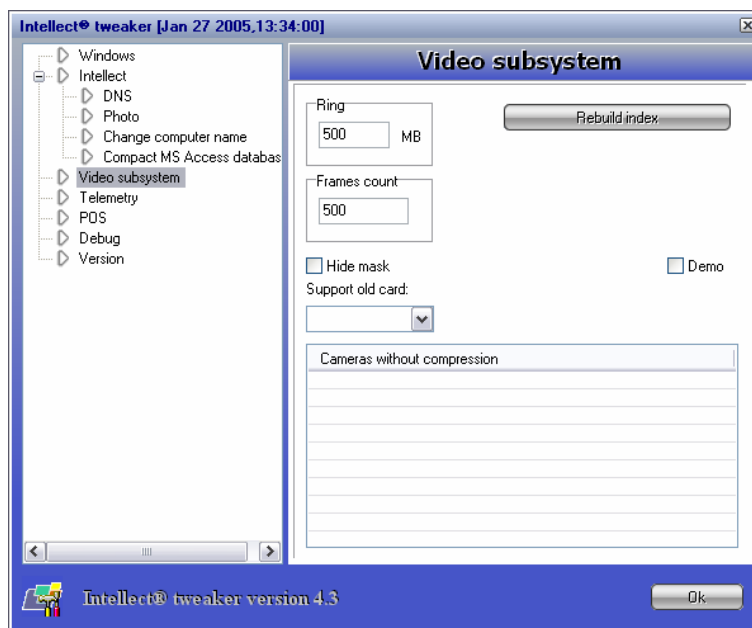 Intellect® tweaker [Jan 27 2005,13:34:00]
Windows
Intellect
DNS
Photo
Change computer name
Compact MS Access databas
Video subsystem
Telemetry
POS
Debug
Version
Video subsystem
Ring
500 MB
Rebuild index
Frames count
500
Hide mask
Demo
Support old card:
Cameras without compression
Intellect® tweaker version 4.3
Ok